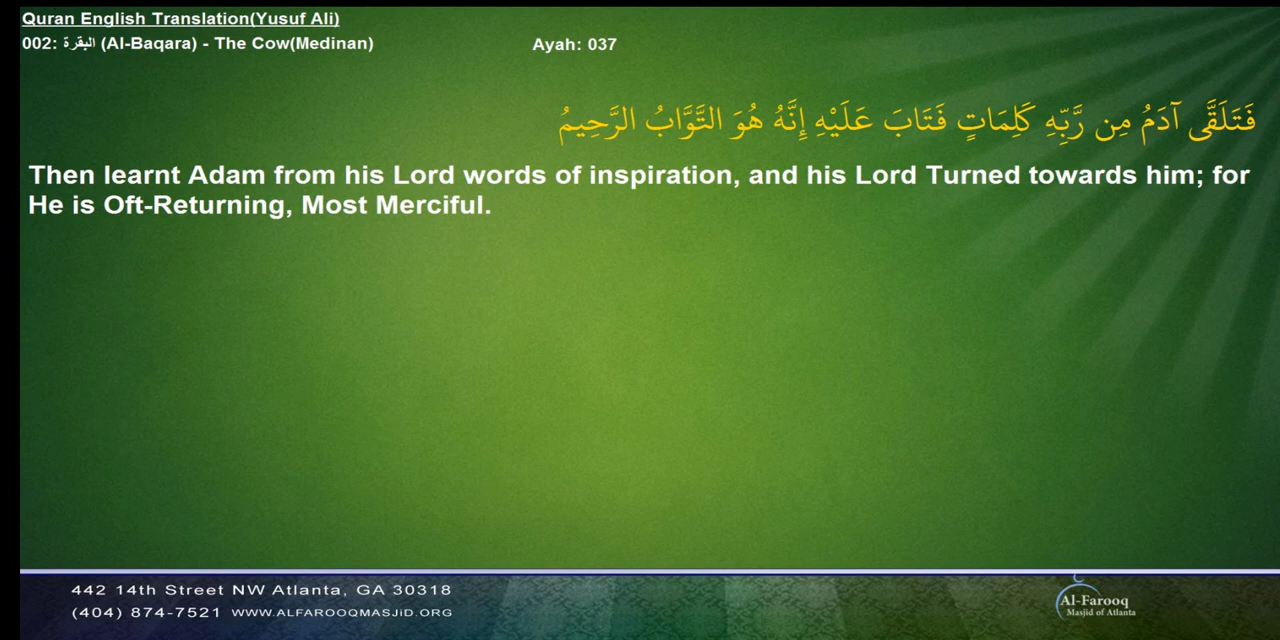 Quran English Translation(Yusuf Ali)
002: البقرة (Al-Baqara) - The Cow(Medinan) Ayah: 037
فَتَلَقَّى آدَمُ مِن رَّبِّهِ كَلِمَاتٍ فَتَابَ عَلَيْهِ إِنَّهُ هُوَ التَّوَّابُ الرَّحِيمُ
Then learnt Adam from his Lord words of inspiration, and his Lord Turned towards him; for
He is Oft-Returning, Most Merciful.
442 14th Street NW Atlanta, GA 30318
(404) 874-7521 WWW.ALFAROOQMASJiD.ORG
Al-Farooq
Masjid of Atlanta